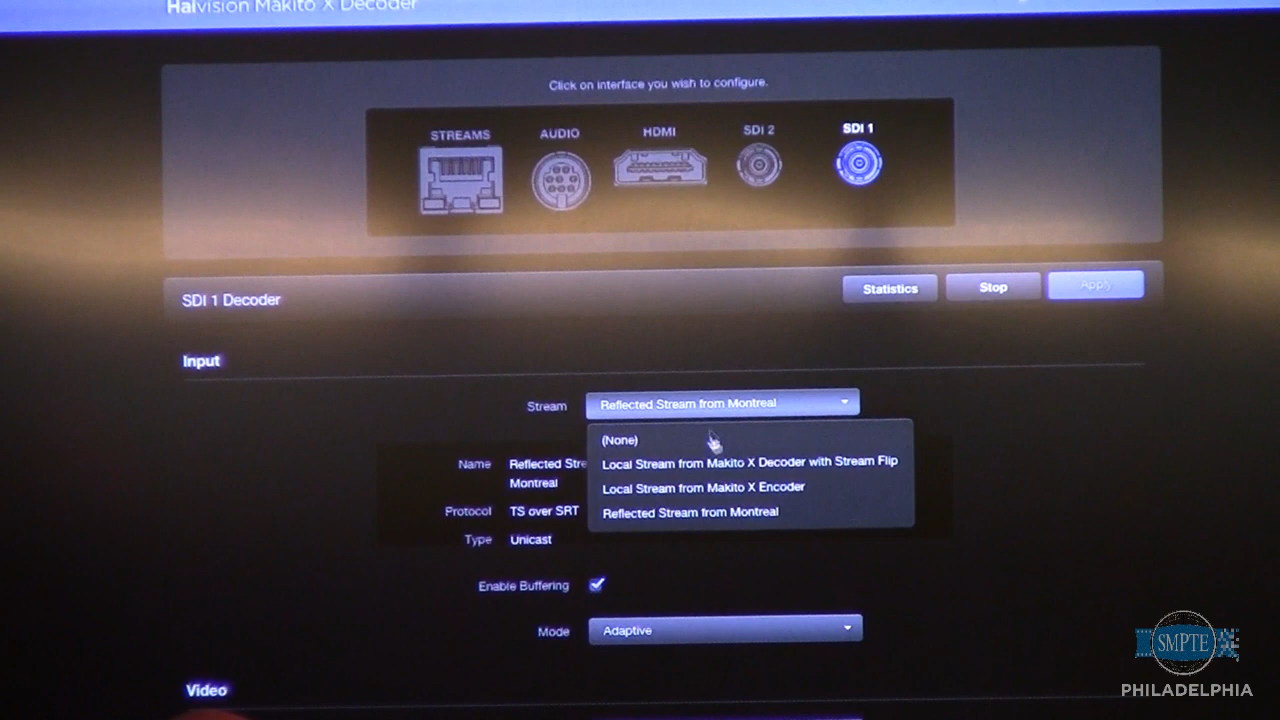 Haivision Makito X Decoder
Click on interface you wish to configure.
STREAMS AUDIO HDMI SDI 2 SDI 1
SDI 1 Decoder
Statistics Stop Apply
Input
Stream Reflected Stream from Montreal
(None)
Local Stream from Makito X Decoder with Stream Flip
Local Stream from Makito X Encoder
Reflected Stream from Montreal
Name Reflected Stre
Montreal
Protocol TS over SRT
Type Unicast
Enable Buffering
Mode Adaptive
Video
SMPTE
PHILADELPHIA